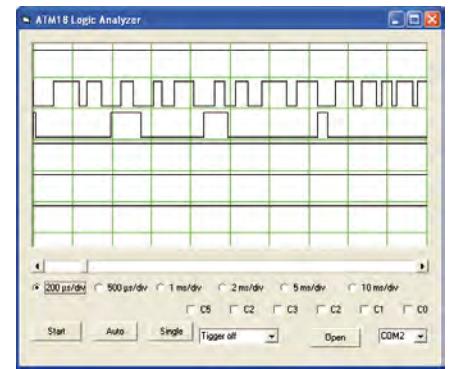 ATM18 Logic Analyzer
200 µs/div 500 µs/div 1 ms/div 2 ms/div 5 ms/div 10 ms/div
C5 C2 C3 C2 C1 C0
Start Auto Single Tigger off Open COM2